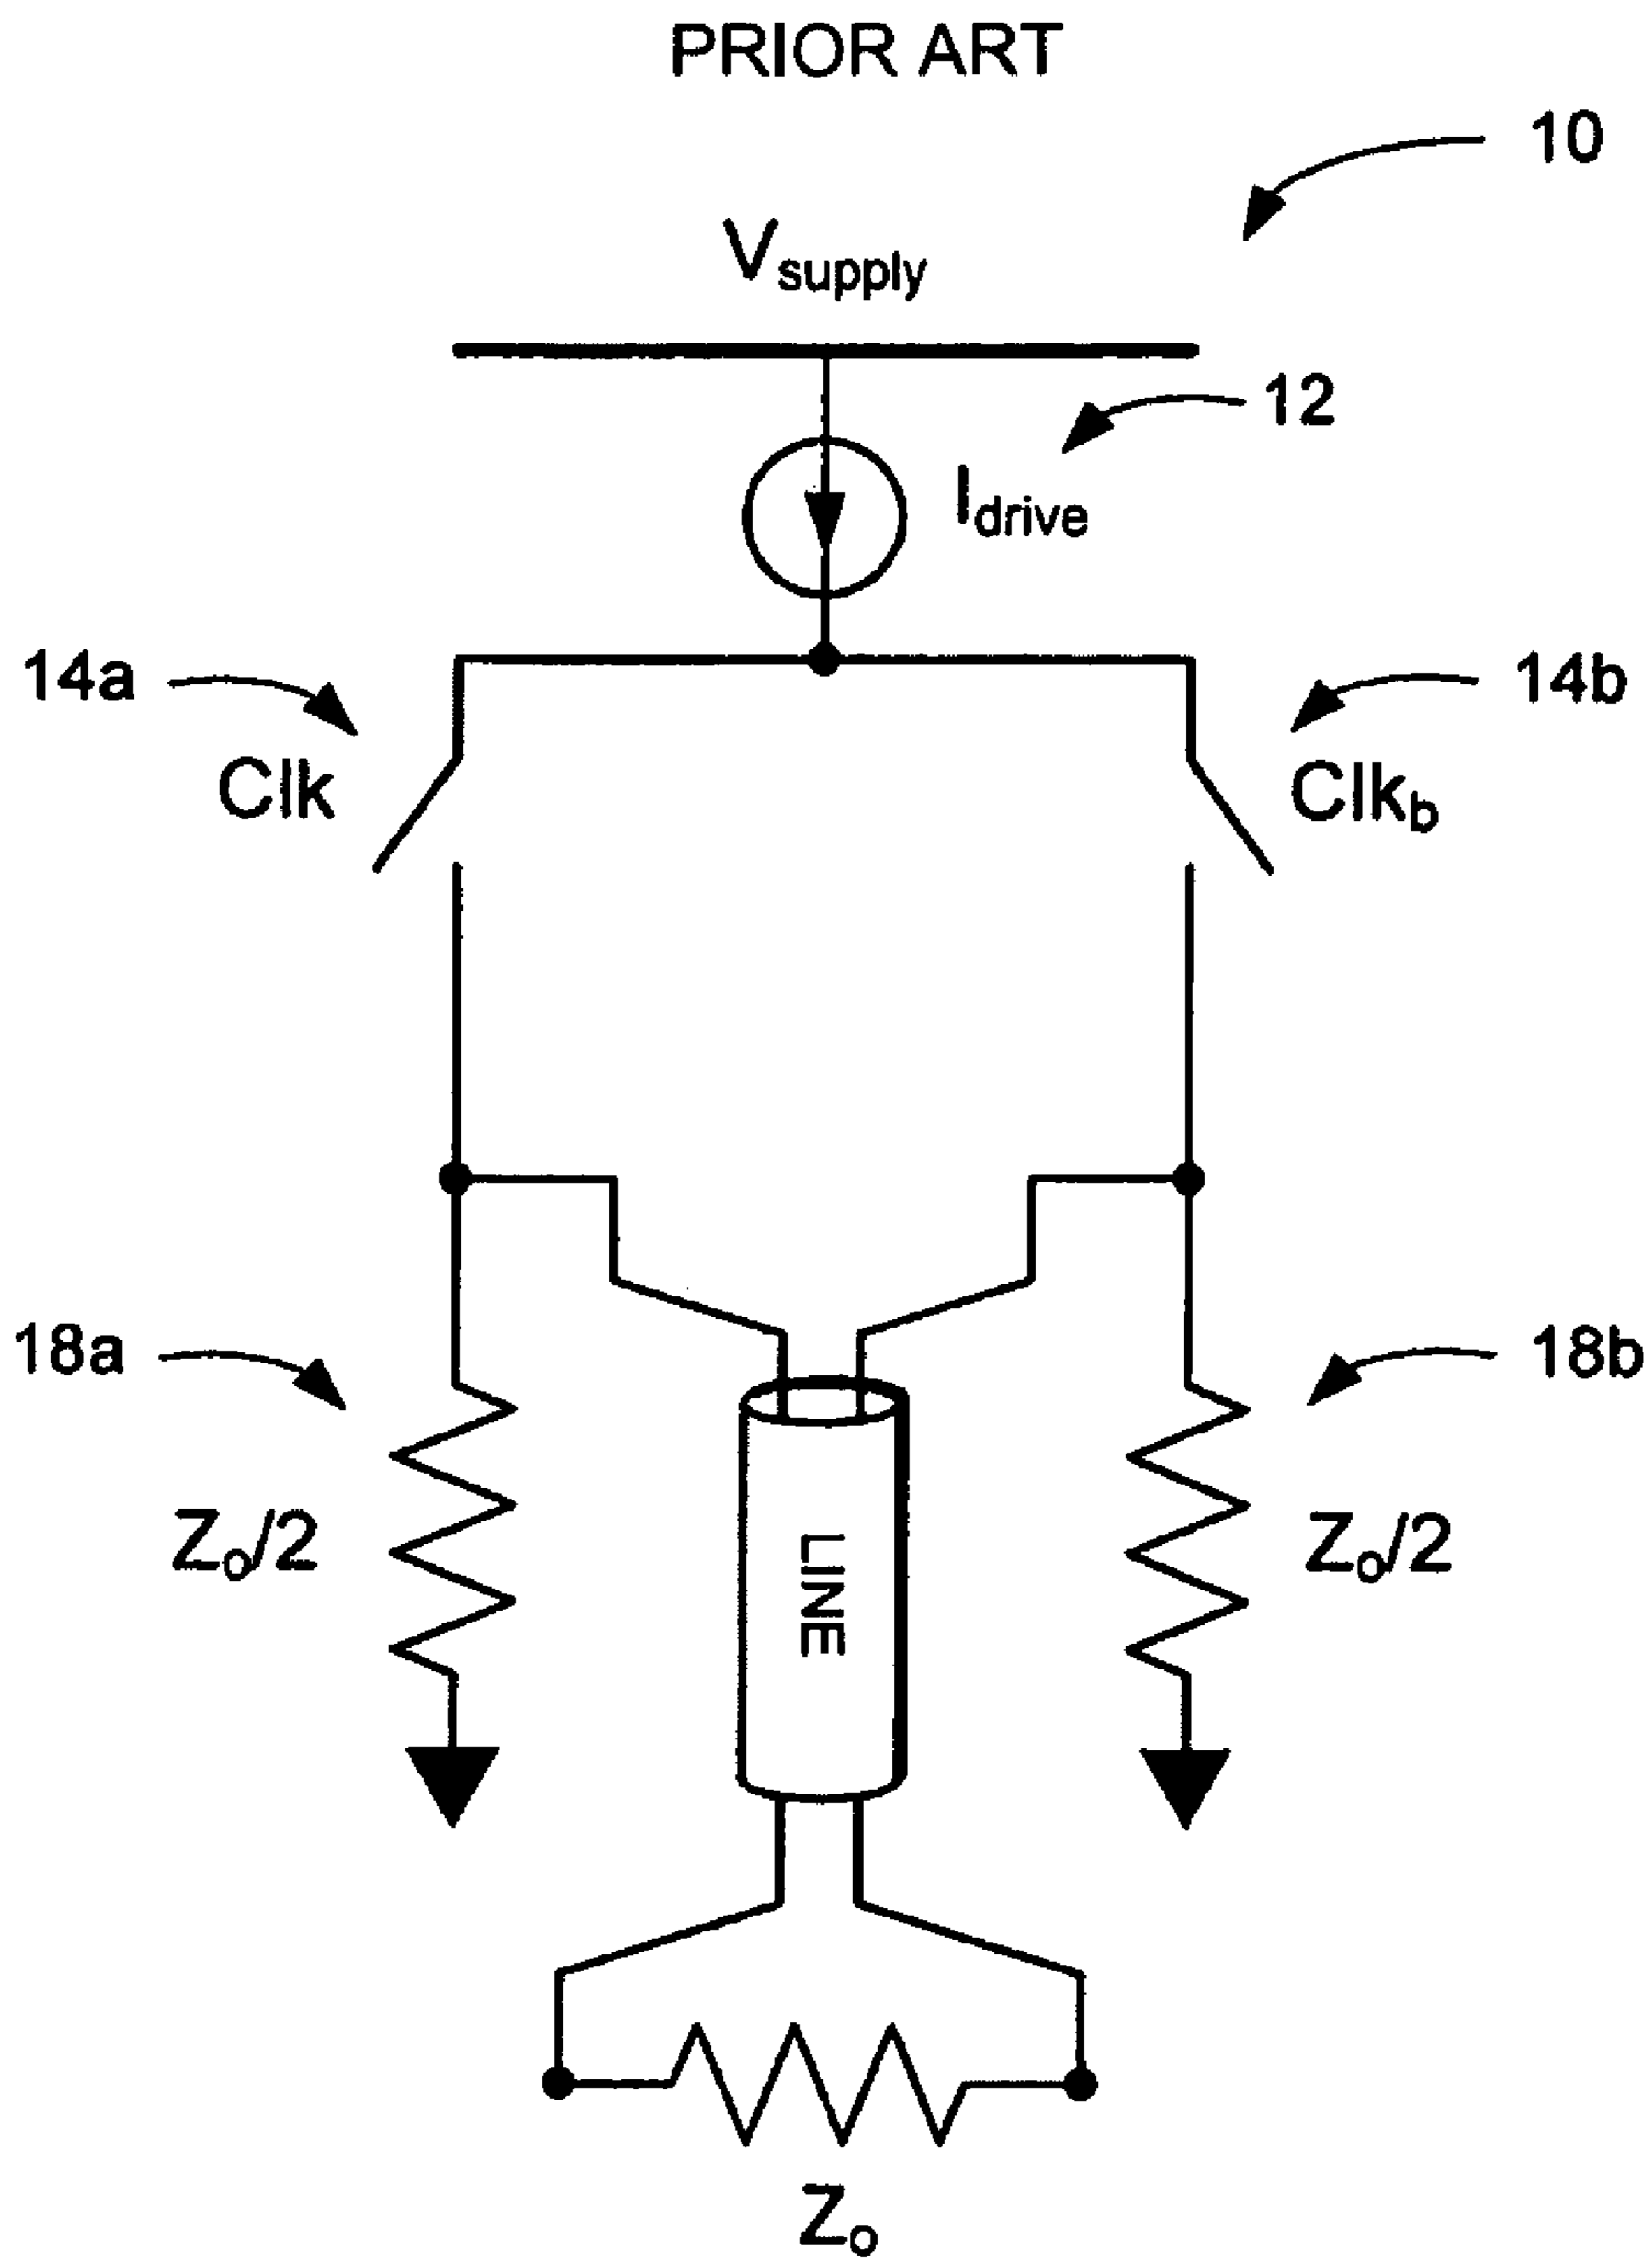 PRIOR ART
10
Vsupply
12
Idrive
14a
14b
Clk
Clkb
18a
18b
Zo/2
LINE
Zo/2
Zo